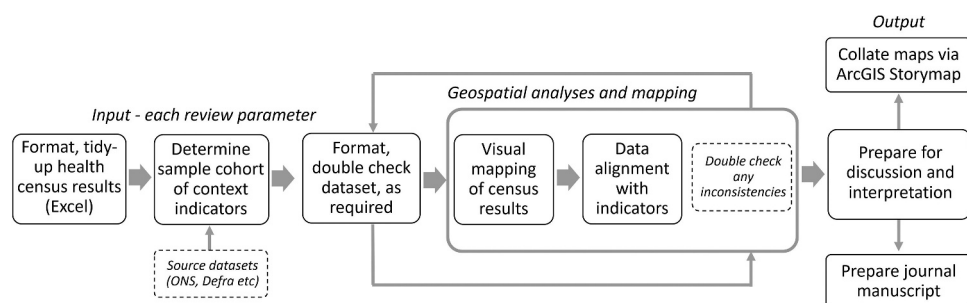 Input - each review parameter
Format, tidy-
up health
census results
(Excel)
Determine
sample cohort
of context
indicators
Source datasets
(ONS, Defra etc)
Format,
double check
dataset, as
required
Geospatial analyses and mapping
Visual
mapping
of census
results
Data
alignment
with
indicators
Double check
any
inconsistencies
Output
Collate maps via
ArcGIS Storymap
Prepare for
discussion and
interpretation
Prepare journal
manuscript